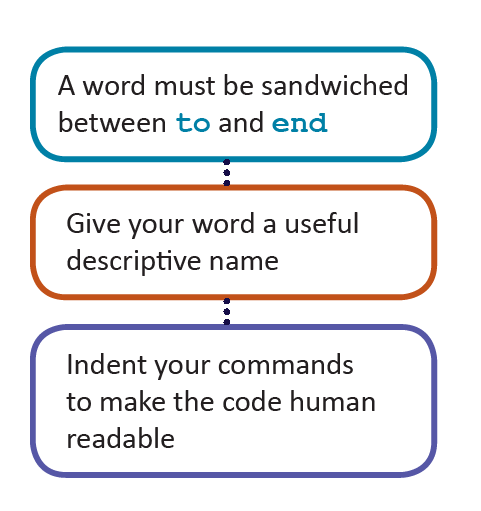 A word must be sandwiched
between to and end
Give your word a useful
descriptive name
Indent your commands
to make the code human
readable